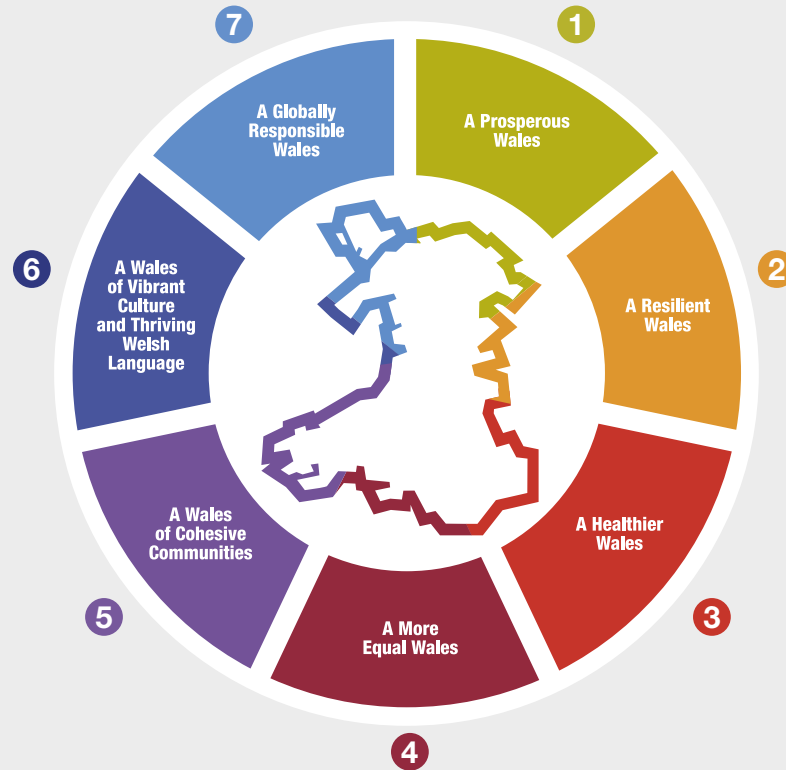 1
A Prosperous
Wales
2
A Resilient
Wales
3
A Healthier
Wales
4
A More
Equal Wales
5
A Wales
of Cohesive
Communities
6
A Wales
of Vibrant
Culture
and Thriving
Welsh
Language
7
A Globally
Responsible
Wales